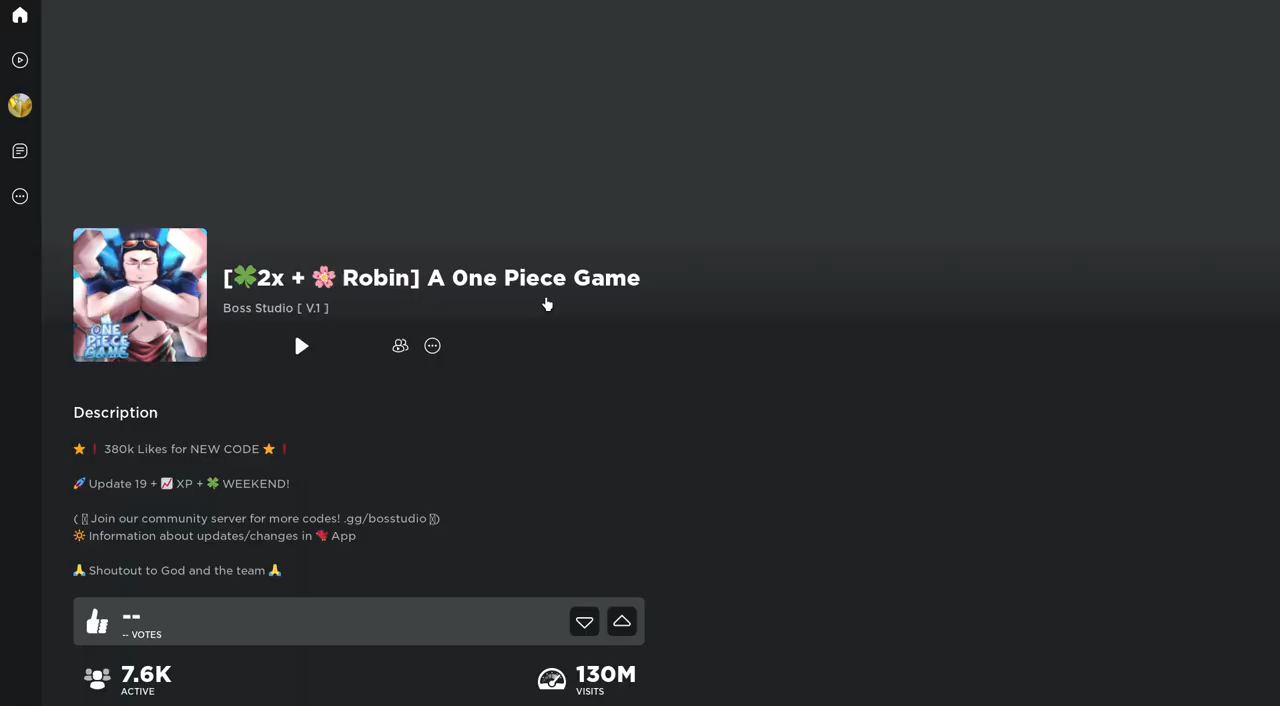 [🍀2x + 🌸 Robin] A 0ne Piece Game
Boss Studio [ V.1 ]
ONE
PIECE
GAME
Description
⭐❗ 380k Likes for NEW CODE ⭐❗
🚀 Update 19 + 📈 XP + 🍀 WEEKEND!
( Join our community server for more codes! .gg/bosstudio )
🔆 Information about updates/changes in 🐦 App
🙏 Shoutout to God and the team 🙏
--
-- VOTES
7.6K
ACTIVE
130M
VISITS